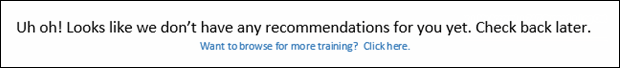 Uh oh! Looks like we don’t have any recommendations for you yet. Check back later.
Want to browse for more training?  Click here.